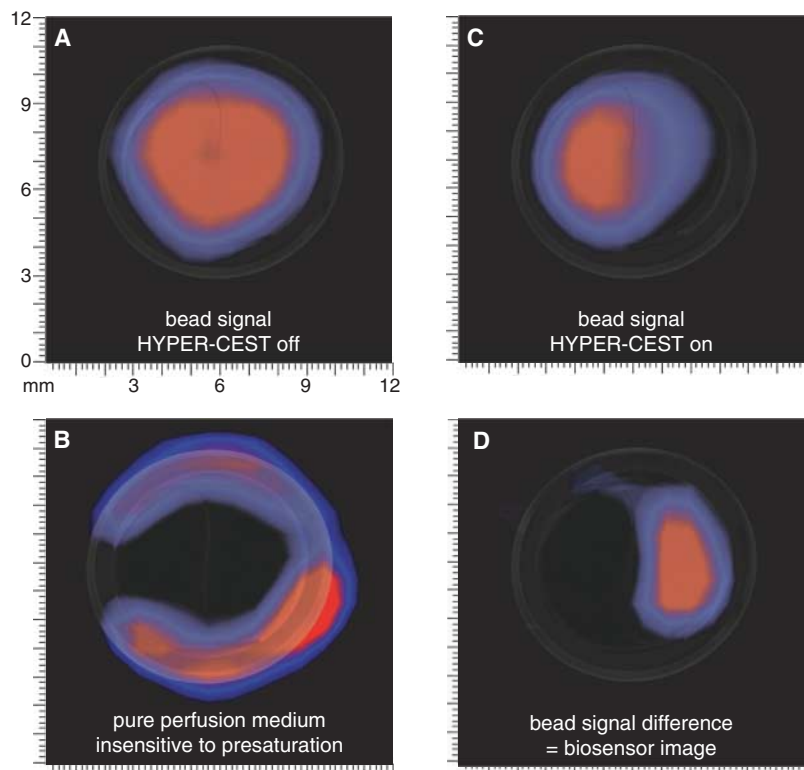 12
A
9
6
3
0
bead signal
HYPER-CEST off
mm 3 6 9 12
C
bead signal
HYPER-CEST on
B
pure perfusion medium
insensitive to presaturation
D
bead signal difference
= biosensor image